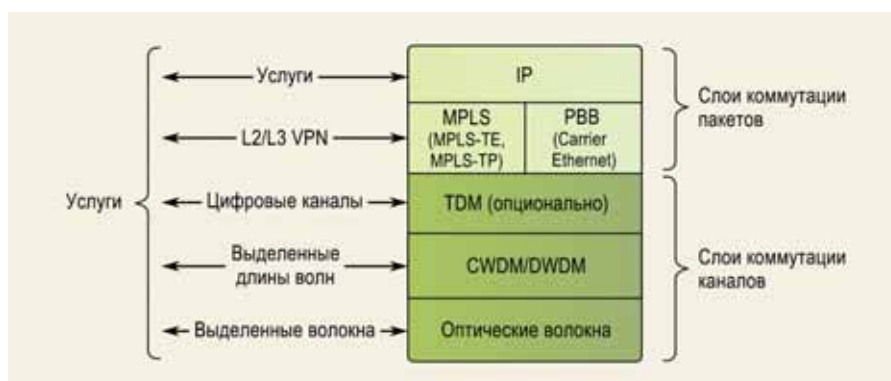 Услуги
Услуги
IP
L2/L3 VPN
MPLS
(MPLS-TE,
MPLS-TP)
PBB
(Carrier
Ethernet)
Слои коммутации
пакетов
Цифровые каналы
TDM (опционально)
Выделенные
длины волн
CWDM/DWDM
Слои коммутации
каналов
Выделенные волокна
Оптические волокна